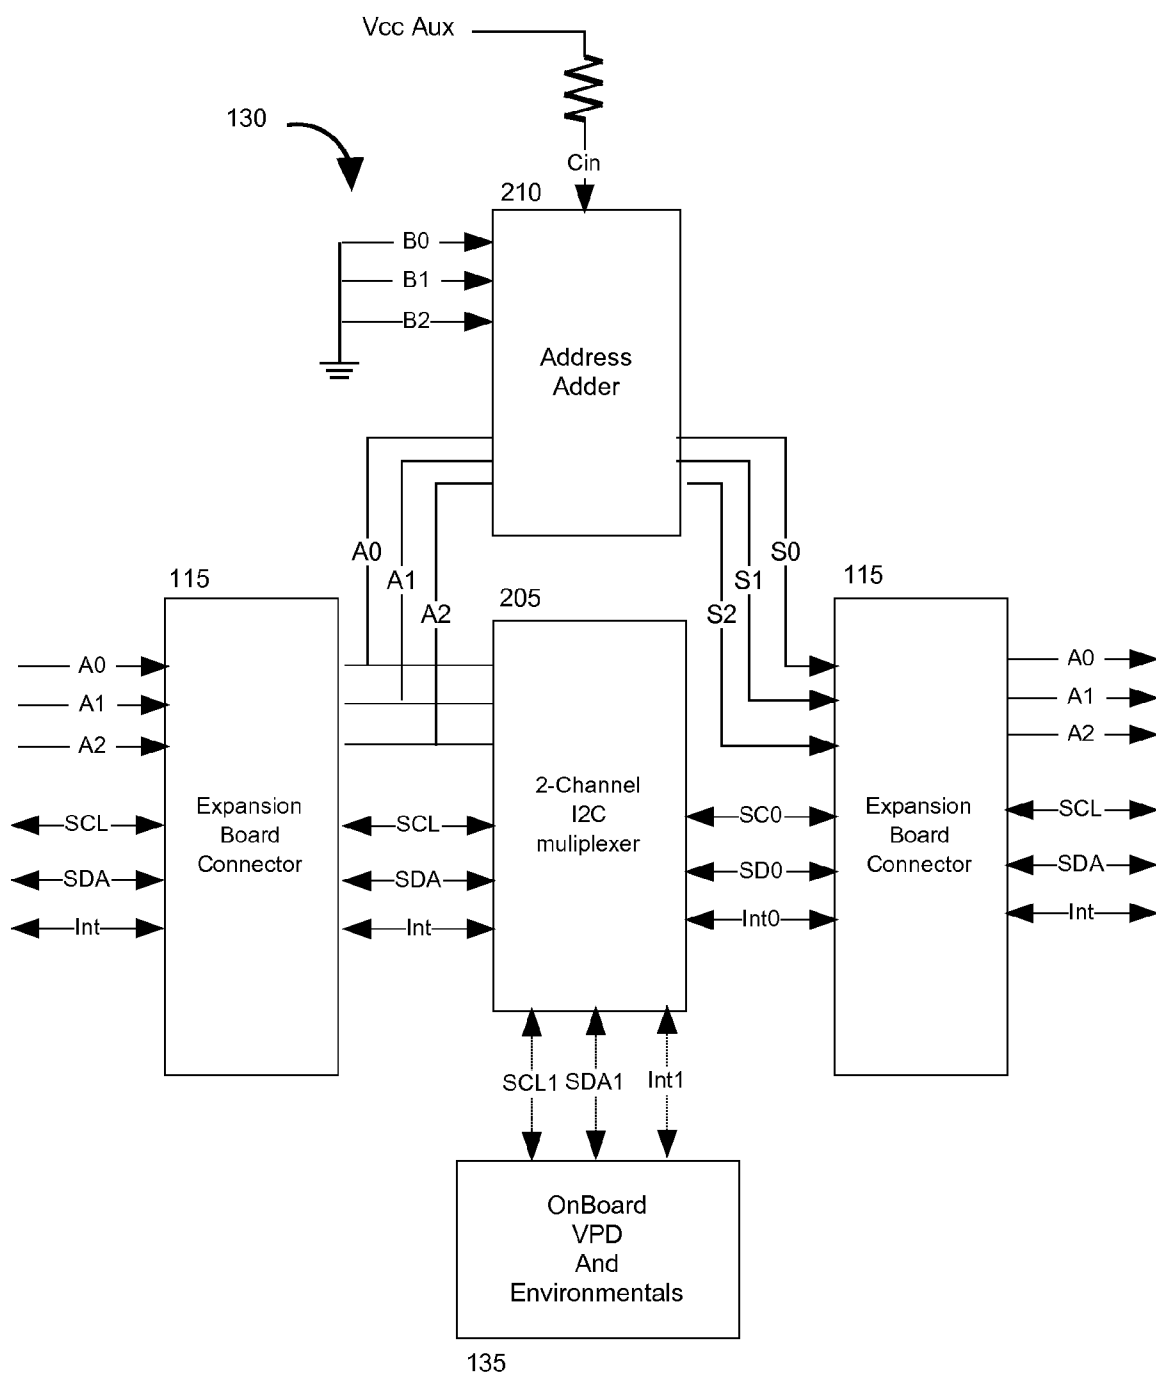 Vcc Aux
130
Cin
210
B0
B1
B2
Address
Adder
A0
A1
A2
S0
S1
S2
115
205
115
A0
A1
A2
SCL
SDA
Int
Expansion
Board
Connector
SCL
SDA
Int
2-Channel
I2C
muliplexer
SC0
SD0
Int0
Expansion
Board
Connector
A0
A1
A2
SCL
SDA
Int
SCL1
SDA1
Int1
OnBoard
VPD
And
Environmentals
135